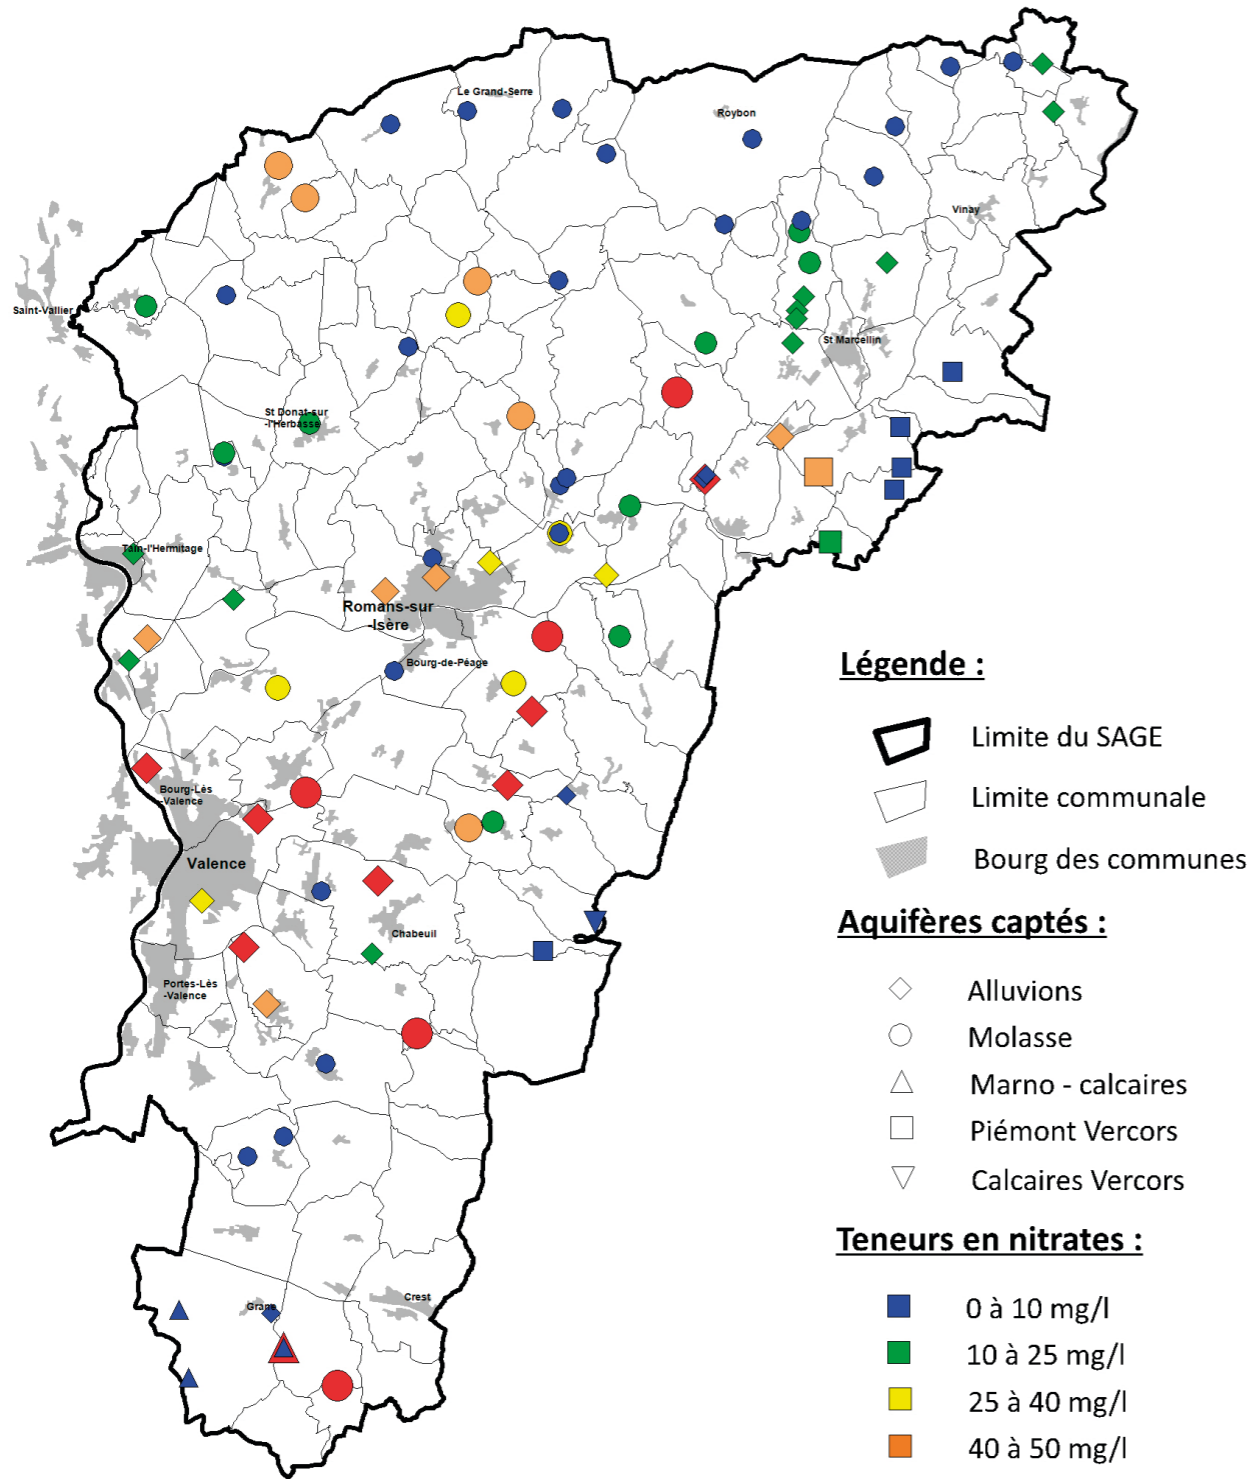 Le Grand-Serre
Roybon
Vinay
Saint-Vallier
St Marcellin
St Donat-sur
-l'Herbasse
Tain-l'Hermitage
Romans-sur
-Isère
Bourg-de-Péage
Bourg-Lès
-Valence
Valence
Chabeuil
Portes-Lès
-Valence
Grane
Crest
Légende :
Limite du SAGE
Limite communale
Bourg des communes
Aquifères captés :
Alluvions
Molasse
Marno - calcaires
Piémont Vercors
Calcaires Vercors
Teneurs en nitrates :
0 à 10 mg/l
10 à 25 mg/l
25 à 40 mg/l
40 à 50 mg/l